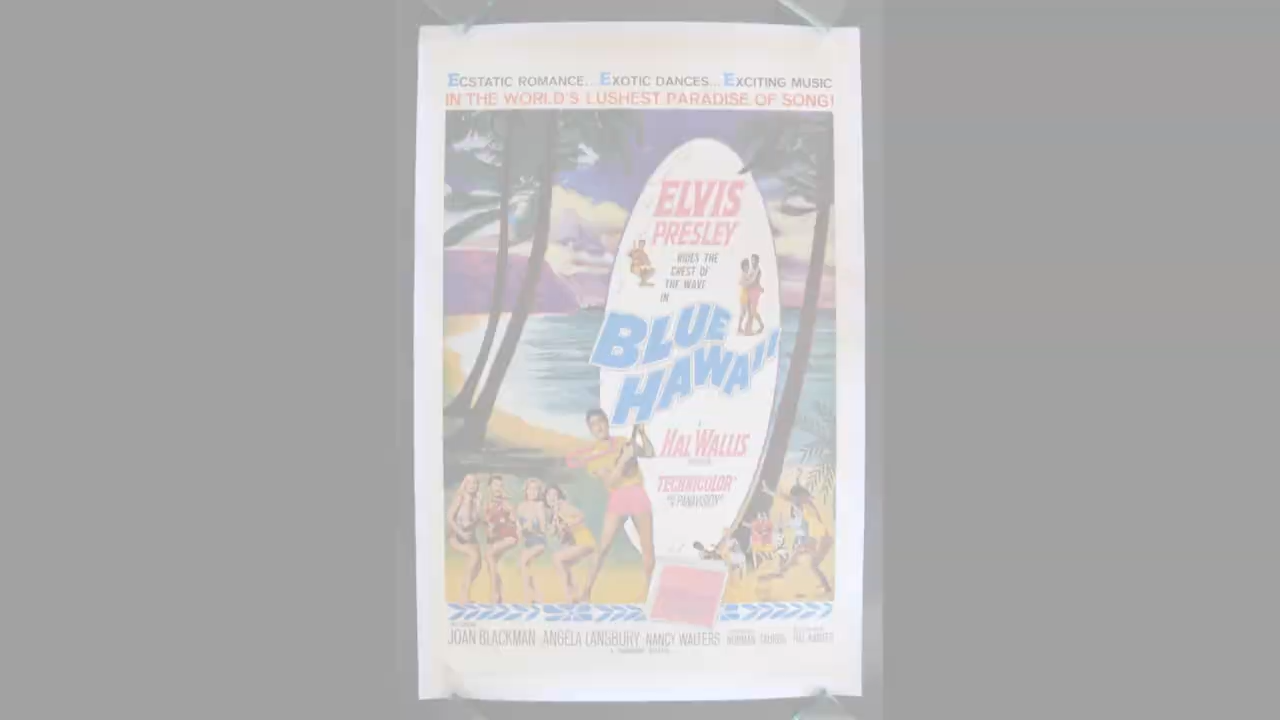 ECSTATIC ROMANCE... EXOTIC DANCES... EXCITING MUSIC
IN THE WORLD'S LUSHEST PARADISE OF SONG!
ELVIS
PRESLEY
RIDES THE
CREST OF
THE WAVE
IN
BLUE
HAWAII
A
HAL WALLIS
PRODUCTION
TECHNICOLOR
PANAVISION
JOAN BLACKMAN ANGELA LANSBURY NANCY WALTERS NORMAN TAUROG HAL KANTER